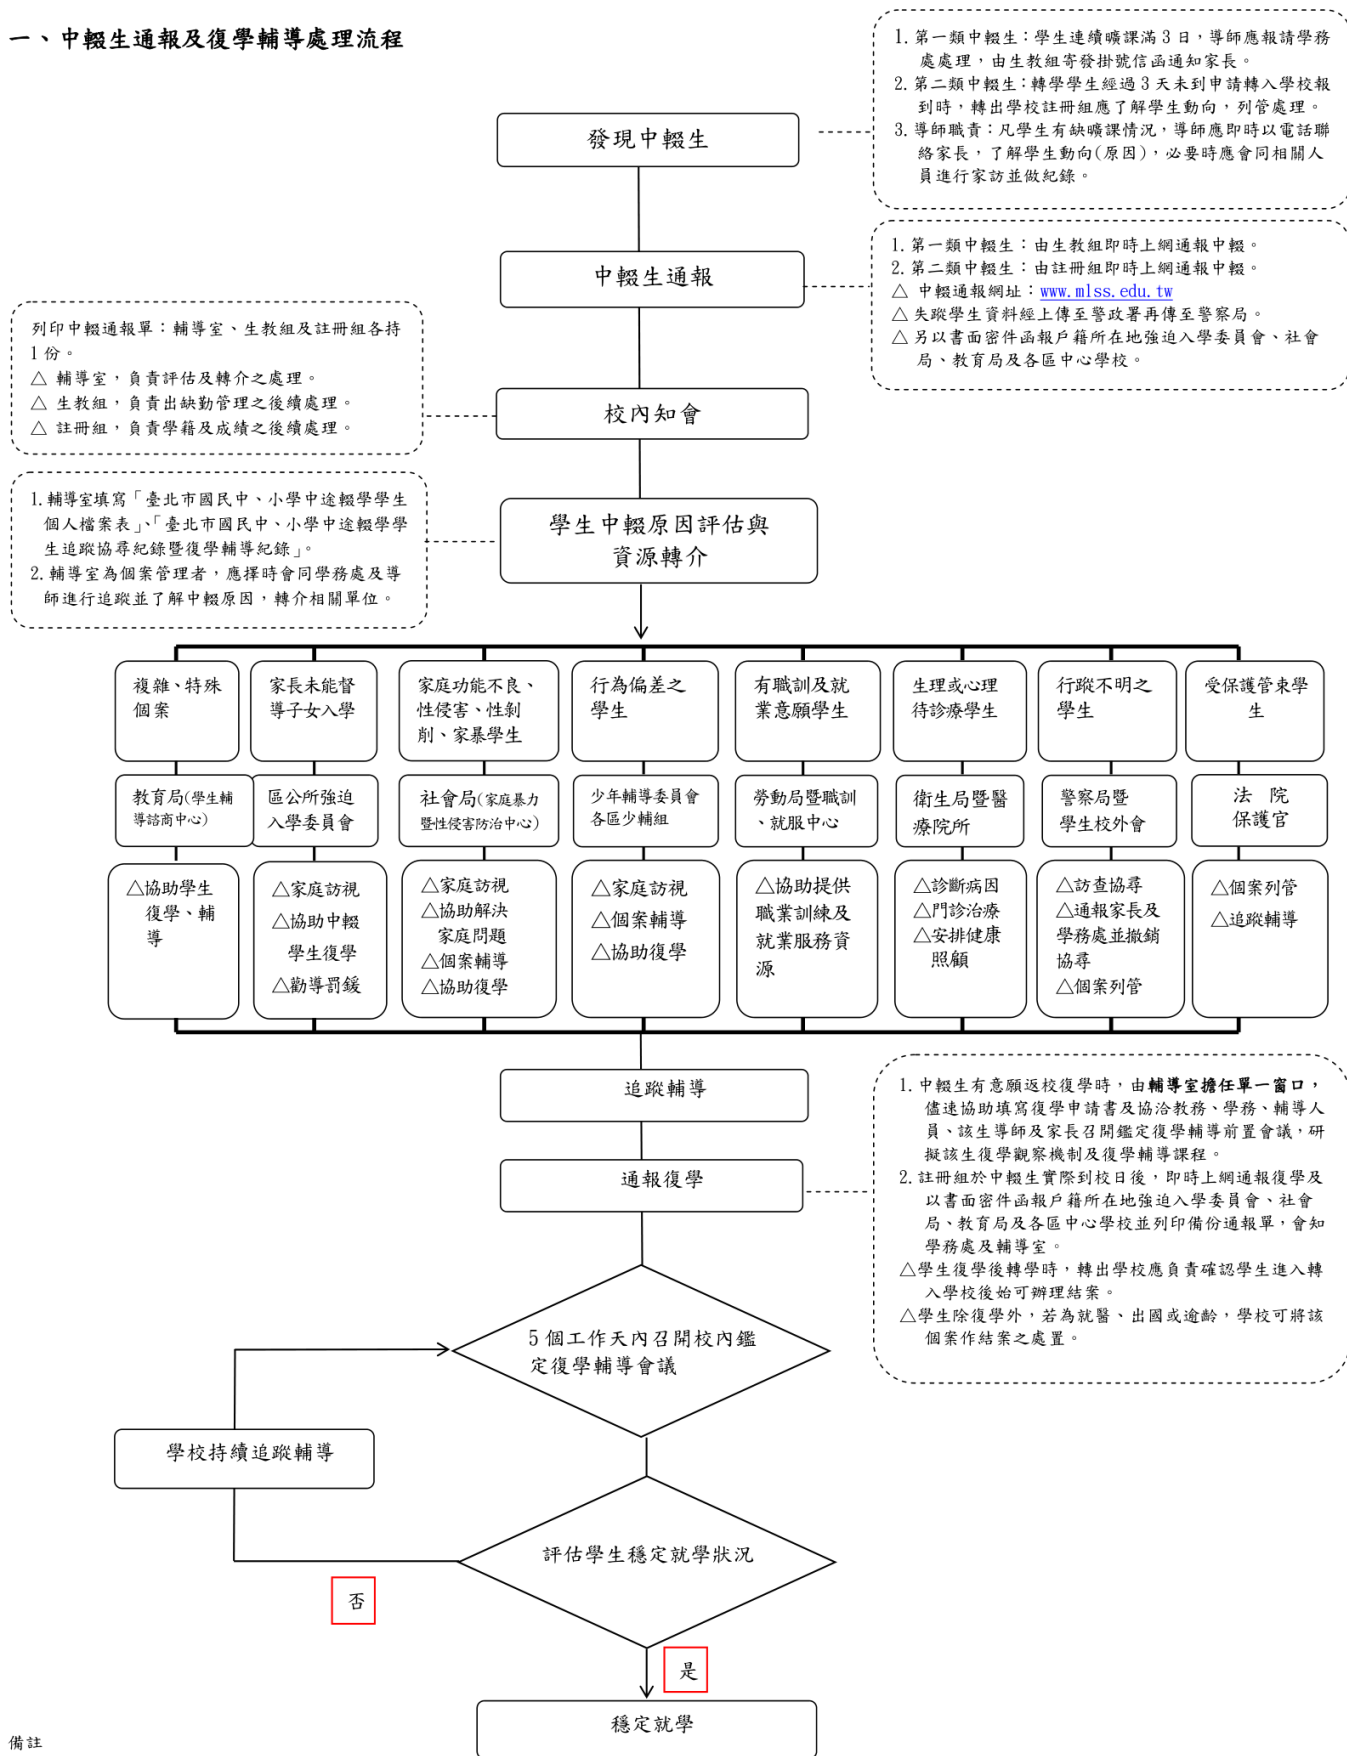 一、中輟生通報及復學輔導處理流程
1. 第一類中輟生：學生連續曠課滿 3 日，導師應報請學務
處處理，由生教組寄發掛號信函通知家長。
2. 第二類中輟生：轉學學生經過 3 天未到申請轉入學校報
到時，轉出學校註冊組應了解學生動向，列管處理。
3. 導師職責：凡學生有缺曠課情況，導師應即時以電話聯
絡家長，了解學生動向(原因)，必要時應會同相關人
員進行家訪並做紀錄。
發現中輟生
1. 第一類中輟生：由生教組即時上網通報中輟。
2. 第二類中輟生：由註冊組即時上網通報中輟。
△ 中輟通報網址：www.mlss.edu.tw
△ 失蹤學生資料經上傳至警政署再傳至警察局。
△ 另以書面密件函報戶籍所在地強迫入學委員會、社會
局、教育局及各區中心學校。
中輟生通報
列印中輟通報單：輔導室、生教組及註冊組各持
1 份。
△ 輔導室，負責評估及轉介之處理。
△ 生教組，負責出缺勤管理之後續處理。
△ 註冊組，負責學籍及成績之後續處理。
校內知會
1. 輔導室填寫「臺北市國民中、小學中途輟學學生
個人檔案表」、「臺北市國民中、小學中途輟學學
生追蹤協尋紀錄暨復學輔導紀錄」。
2. 輔導室為個案管理者，應擇時會同學務處及導
師進行追蹤並了解中輟原因，轉介相關單位。
學生中輟原因評估與
資源轉介
複雜、特殊
個案
家長未能督
導子女入學
家庭功能不良、
性侵害、性剝
削、家暴學生
行為偏差之
學生
有職訓及就
業意願學生
生理或心理
待診療學生
行蹤不明之
學生
受保護管束學
生
教育局(學生輔
導諮商中心)
區公所強迫
入學委員會
社會局(家庭暴力
暨性侵害防治中心)
少年輔導委員會
各區少輔組
勞動局暨職訓
、就服中心
衛生局暨醫
療院所
警察局暨
學生校外會
法　院
保護官
△協助學生
復學、輔
導
△家庭訪視
△協助中輟
學生復學
△勸導罰鍰
△家庭訪視
△協助解決
家庭問題
△個案輔導
△協助復學
△家庭訪視
△個案輔導
△協助復學
△協助提供
職業訓練及
就業服務資
源
△診斷病因
△門診治療
△安排健康
照顧
△訪查協尋
△通報家長及
學務處並撤銷
協尋
△個案列管
△個案列管
△追蹤輔導
追蹤輔導
通報復學
1. 中輟生有意願返校復學時，由輔導室擔任單一窗口，
儘速協助填寫復學申請書及協洽教務、學務、輔導人
員、該生導師及家長召開鑑定復學輔導前置會議，研
擬該生復學觀察機制及復學輔導課程。
2. 註冊組於中輟生實際到校日後，即時上網通報復學及
以書面密件函報戶籍所在地強迫入學委員會、社會
局、教育局及各區中心學校並列印備份通報單，會知
學務處及輔導室。
△學生復學後轉學時，轉出學校應負責確認學生進入轉
入學校後始可辦理結案。
△學生除復學外，若為就醫、出國或逾齡，學校可將該
個案作結案之處置。
5 個工作天內召開校內鑑
定復學輔導會議
學校持續追蹤輔導
評估學生穩定就學狀況
否
是
穩定就學
備註